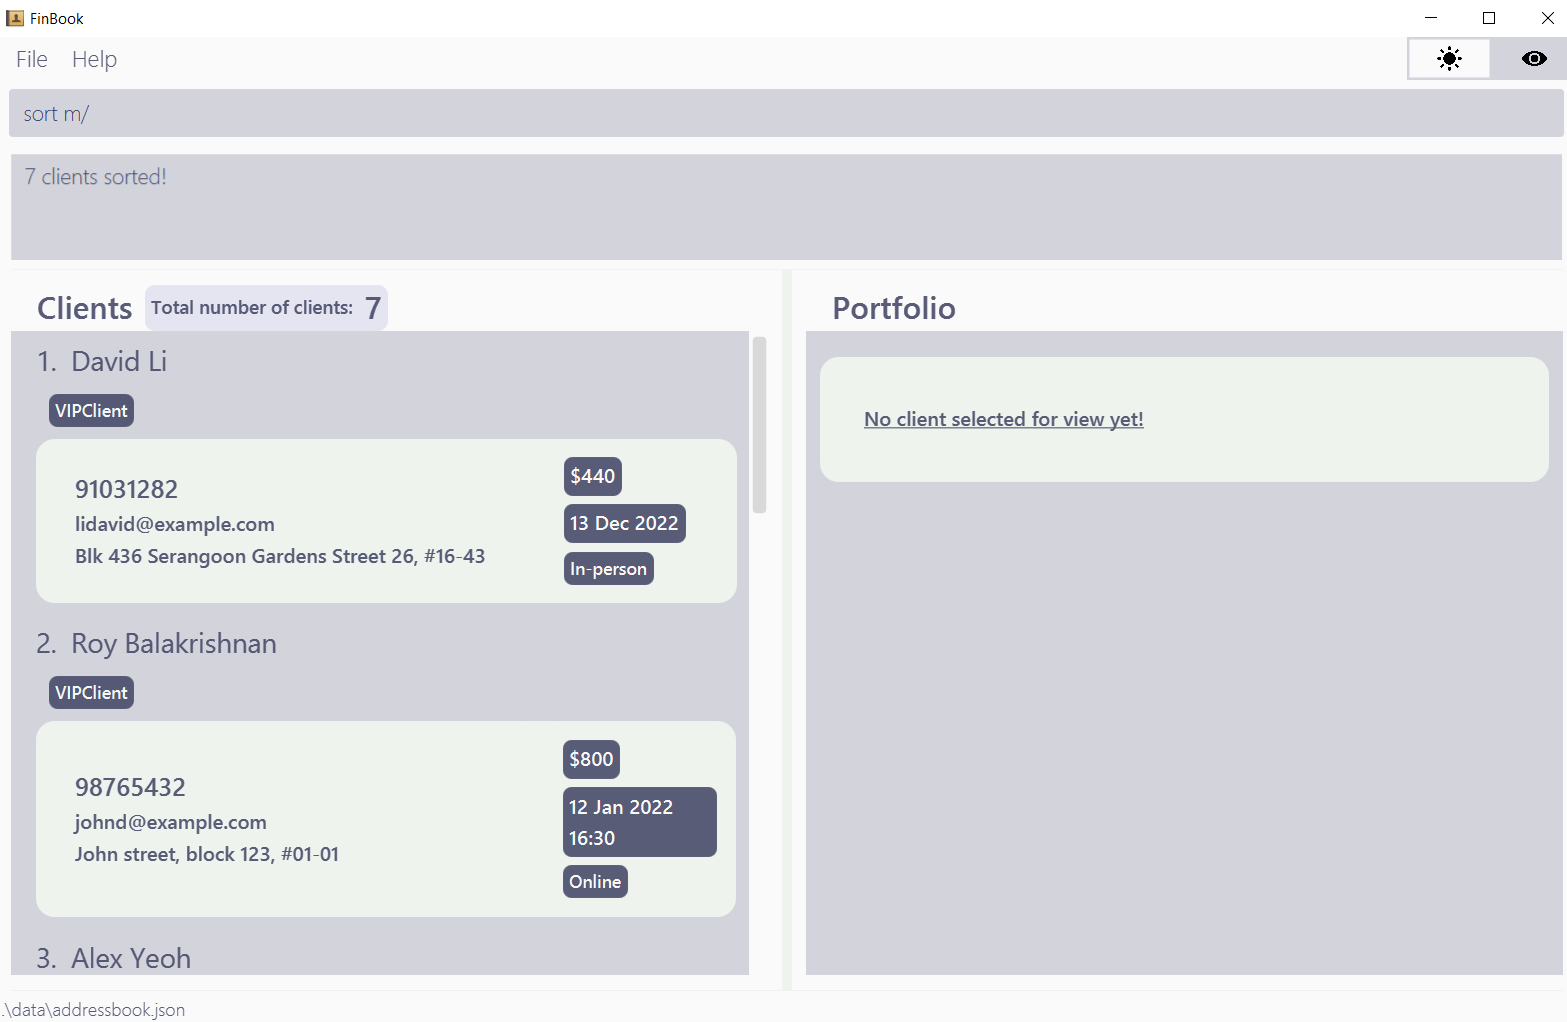 FinBook
File Help
sort m/
7 clients sorted!
Clients Total number of clients: 7
1. David Li
VIPClient
91031282
lidavid@example.com
Blk 436 Serangoon Gardens Street 26, #16-43
$440
13 Dec 2022
In-person
2. Roy Balakrishnan
VIPClient
98765432
johnd@example.com
John street, block 123, #01-01
$800
12 Jan 2022
16:30
Online
3. Alex Yeoh
Portfolio
No client selected for view yet!
.\data\addressbook.json